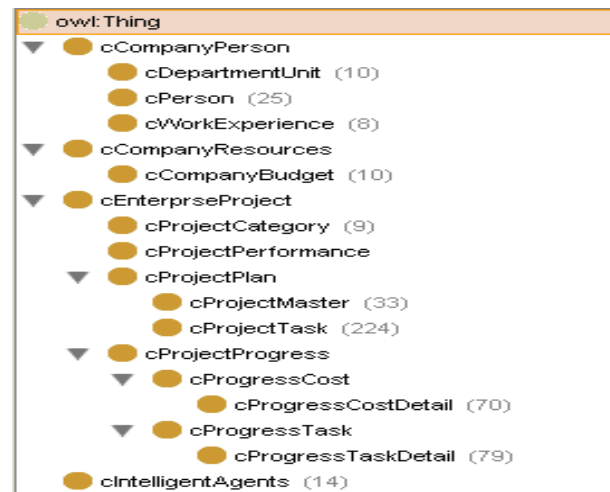 owl:Thing
cCompanyPerson
cDepartmentUnit (10)
cPerson (25)
cWorkExperience (8)
cCompanyResources
cCompanyBudget (10)
cEnterprseProject
cProjectCategory (9)
cProjectPerformance
cProjectPlan
cProjectMaster (33)
cProjectTask (224)
cProjectProgress
cProgressCost
cProgressCostDetail (70)
cProgressTask
cProgressTaskDetail (79)
cIntelligentAgents (14)